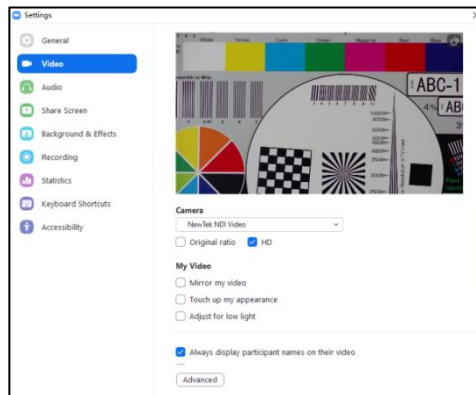 Settings
General
Video
Audio
Share Screen
Background & Effects
Recording
Statistics
Keyboard Shortcuts
Accessibility
White Yellow Cyan Green Magenta Red Blue
ABC-1
4%
Camera
NewTek NDI Video
Original ratio HD
My Video
Mirror my video
Touch up my appearance
Adjust for low light
Always display participant names on their video
Advanced